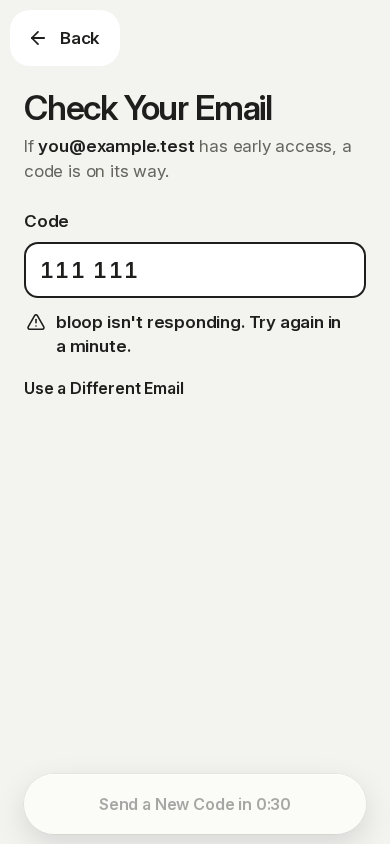 Back
Check Your Email
If you@example.test has early access, a
code is on its way.
Code
111 111
bloop isn't responding. Try again in
a minute.
Use a Different Email
Send a New Code in 0:30